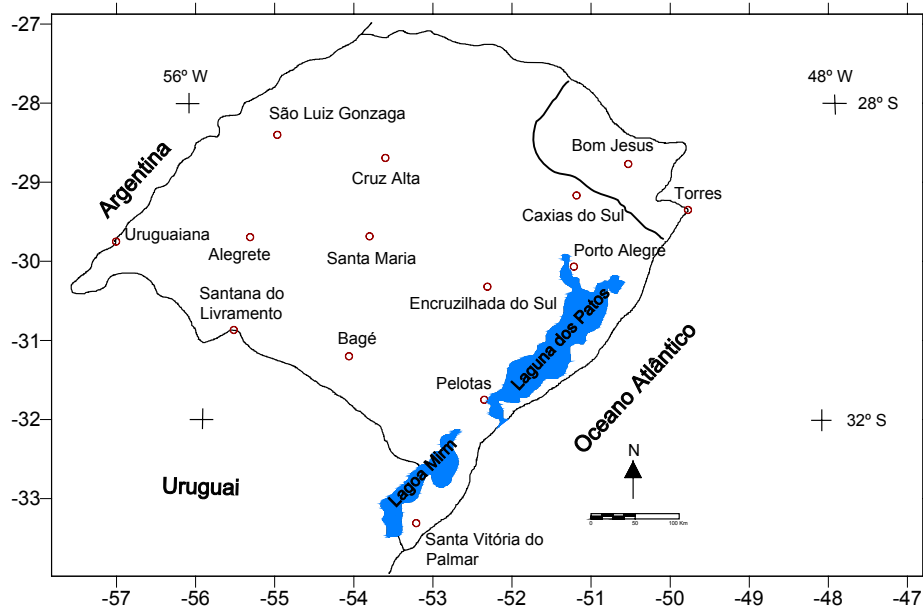 -27
56º W
48º W
28º S
-28
São Luiz Gonzaga
Bom Jesus
Cruz Alta
-29
Argentina
Torres
Caxias do Sul
Uruguaiana
Alegrete
Santa Maria
Porto Alegre
-30
Santana do
Livramento
Encruzilhada do Sul
Laguna dos Patos
-31
Bagé
Pelotas
Oceano Atlântico
-32
32º S
Lagoa Mirm
N
Uruguai
-33
0 50 100 Km
Santa Vitória do
Palmar
-57 -56 -55 -54 -53 -52 -51 -50 -49 -48 -47